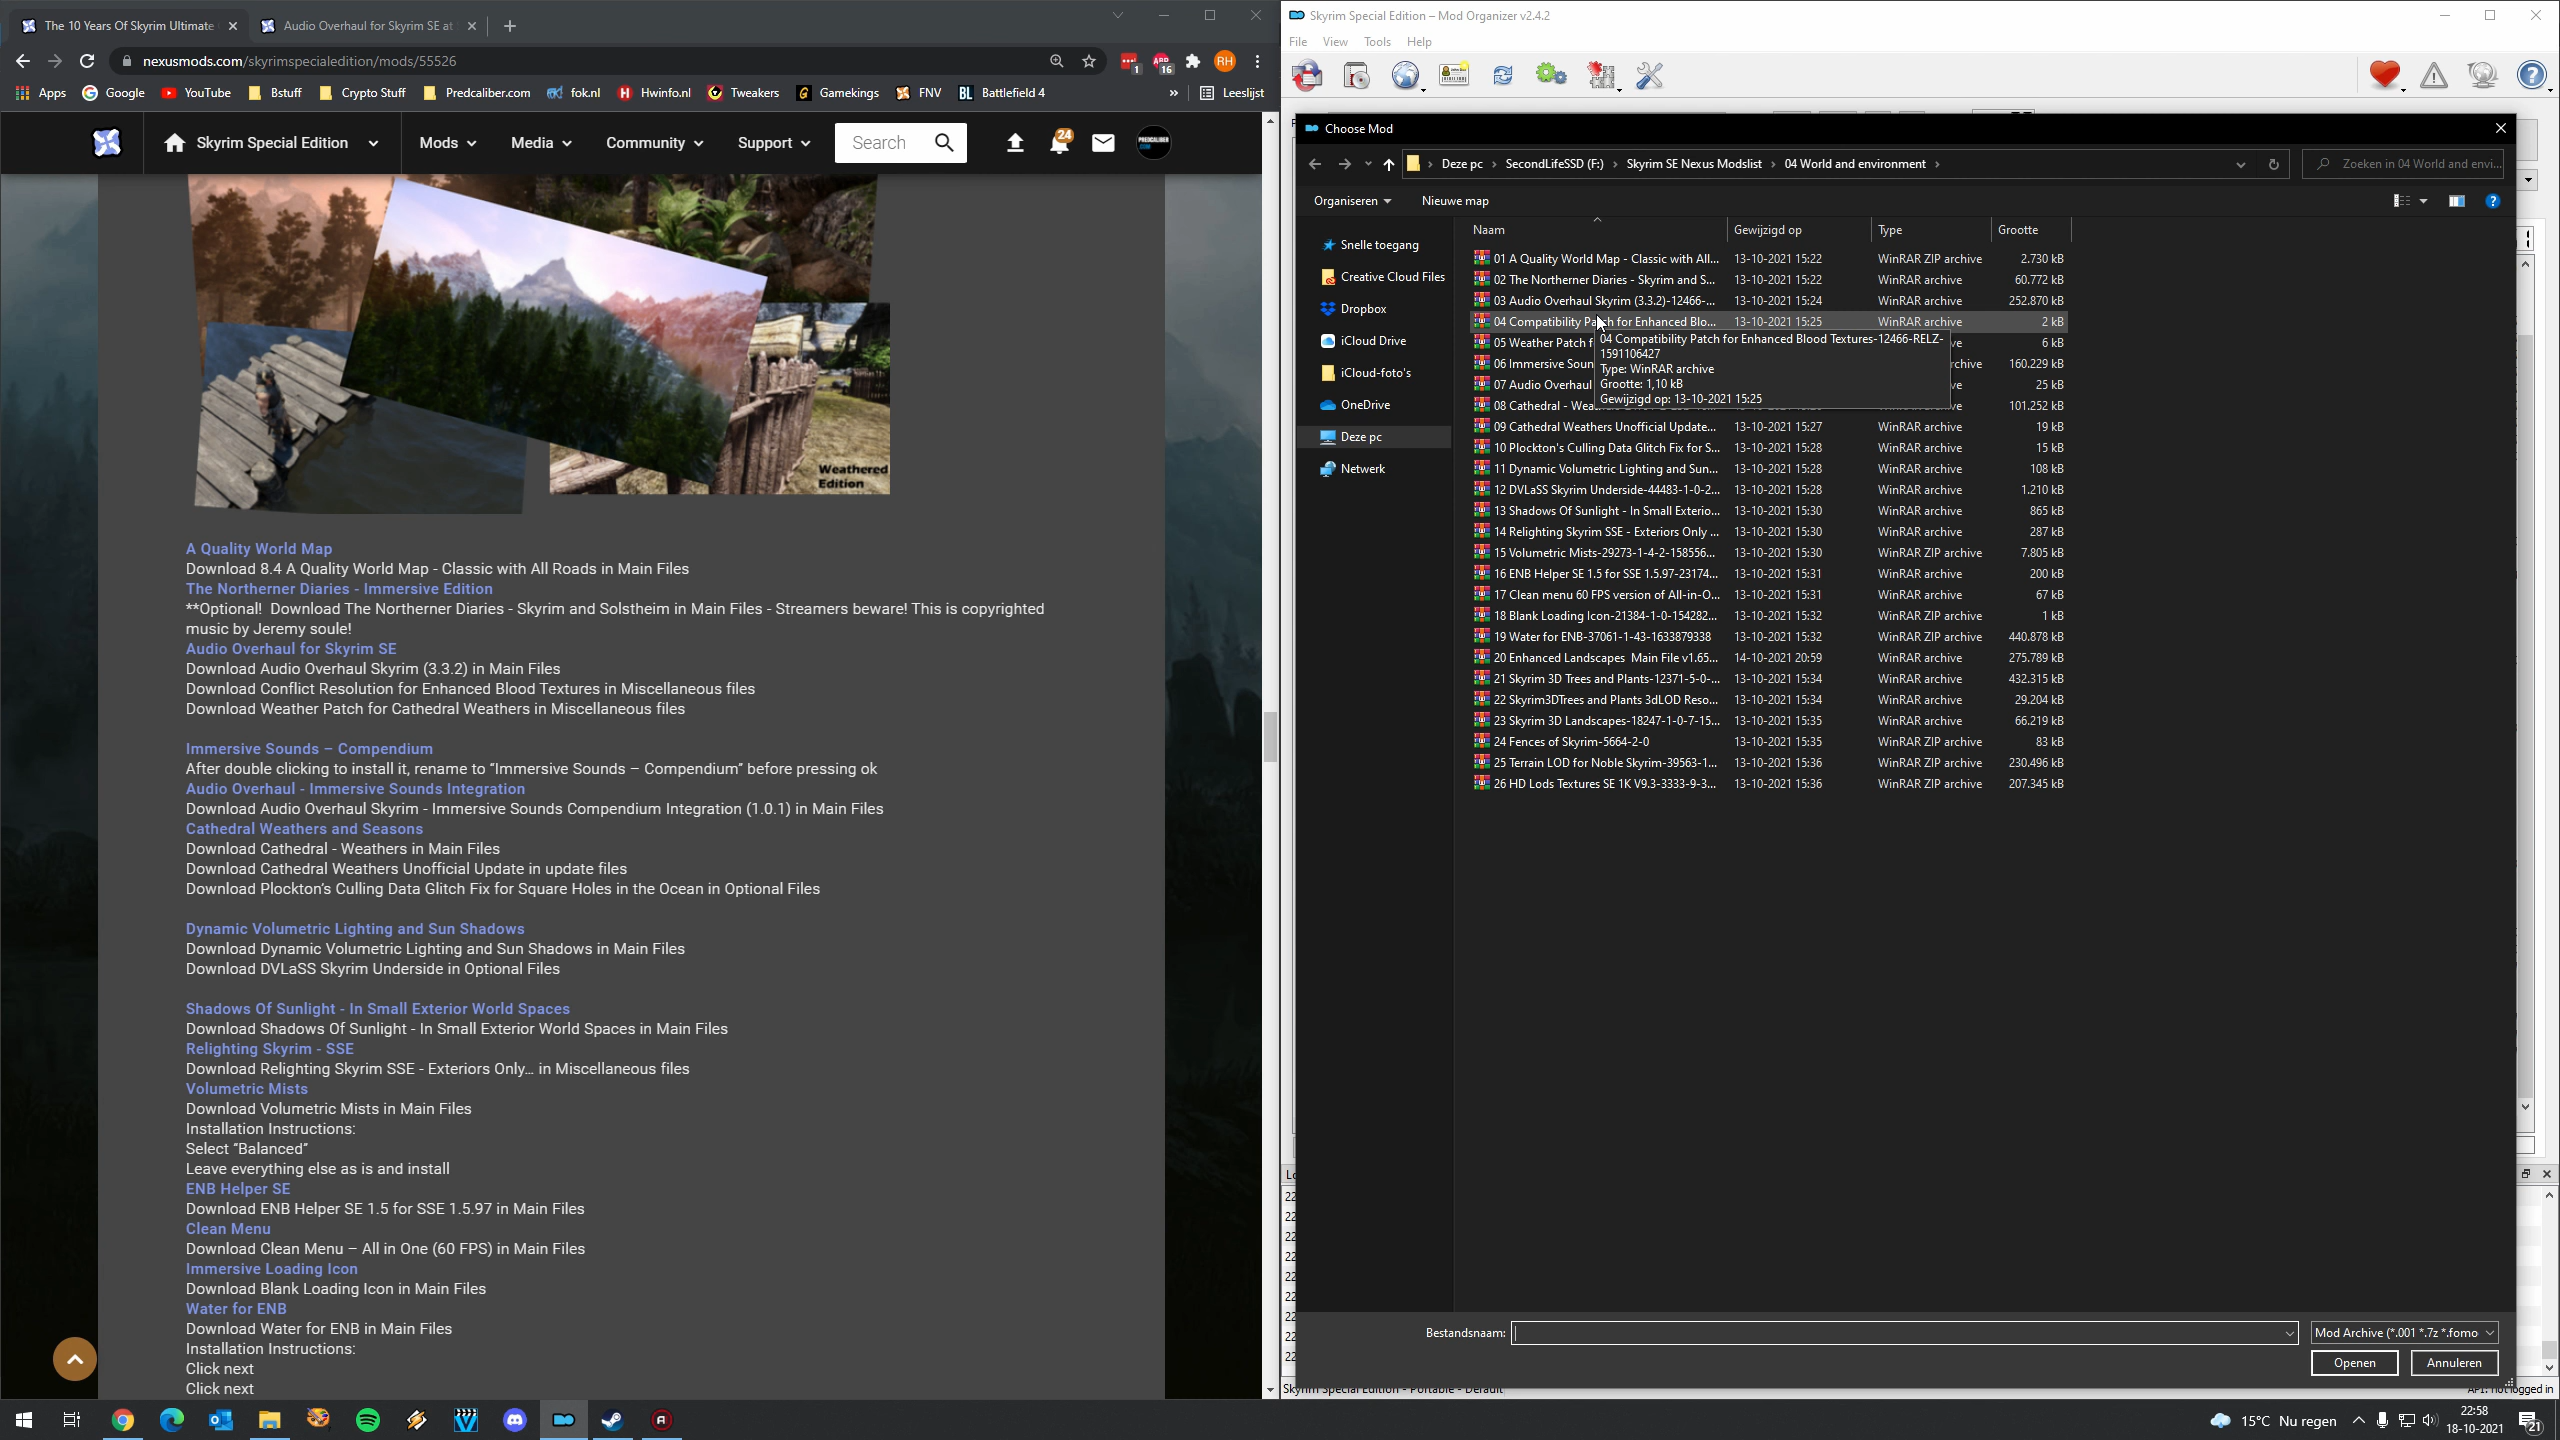 The 10 Years Of Skyrim Ultimate
Audio Overhaul for Skyrim SE at
nexusmods.com/skyrimspecialedition/mods/55526
1
ABP
16
RH
Apps
Google
YouTube
Bstuff
Crypto Stuff
Predcaliber.com
fok.nl
Hwinfo.nl
Tweakers
Gamekings
FNV
BL
Battlefield 4
»
Leeslijst
Skyrim Special Edition
Mods
Media
Community
Support
Search
24
PREDCALIBER
.COM
Weathered
Edition
A Quality World Map
Download 8.4 A Quality World Map - Classic with All Roads in Main Files
The Northerner Diaries - Immersive Edition
**Optional!  Download The Northerner Diaries - Skyrim and Solstheim in Main Files - Streamers beware! This is copyrighted
music by Jeremy soule!
Audio Overhaul for Skyrim SE
Download Audio Overhaul Skyrim (3.3.2) in Main Files
Download Conflict Resolution for Enhanced Blood Textures in Miscellaneous files
Download Weather Patch for Cathedral Weathers in Miscellaneous files
Immersive Sounds – Compendium
After double clicking to install it, rename to “Immersive Sounds – Compendium” before pressing ok
Audio Overhaul - Immersive Sounds Integration
Download Audio Overhaul Skyrim - Immersive Sounds Compendium Integration (1.0.1) in Main Files
Cathedral Weathers and Seasons
Download Cathedral - Weathers in Main Files
Download Cathedral Weathers Unofficial Update in update files
Download Plockton’s Culling Data Glitch Fix for Square Holes in the Ocean in Optional Files
Dynamic Volumetric Lighting and Sun Shadows
Download Dynamic Volumetric Lighting and Sun Shadows in Main Files
Download DVLaSS Skyrim Underside in Optional Files
Shadows Of Sunlight - In Small Exterior World Spaces
Download Shadows Of Sunlight - In Small Exterior World Spaces in Main Files
Relighting Skyrim - SSE
Download Relighting Skyrim SSE - Exteriors Only… in Miscellaneous files
Volumetric Mists
Download Volumetric Mists in Main Files
Installation Instructions:
Select “Balanced”
Leave everything else as is and install
ENB Helper SE
Download ENB Helper SE 1.5 for SSE 1.5.97 in Main Files
Clean Menu
Download Clean Menu – All in One (60 FPS) in Main Files
Immersive Loading Icon
Download Blank Loading Icon in Main Files
Water for ENB
Download Water for ENB in Main Files
Installation Instructions:
Click next
Click next
Skyrim Special Edition – Mod Organizer v2.4.2
File View Tools Help
Choose Mod
Deze pc › SecondLifeSSD (F:) › Skyrim SE Nexus Modslist › 04 World and environment ›
Zoeken in 04 World and envi...
Organiseren
Nieuwe map
Snelle toegang
Creative Cloud Files
Dropbox
iCloud Drive
iCloud-foto's
OneDrive
Deze pc
Netwerk
Naam Gewijzigd op Type Grootte
01 A Quality World Map - Classic with All... 13-10-2021 15:22 WinRAR ZIP archive 2.730 kB
02 The Northerner Diaries - Skyrim and S... 13-10-2021 15:22 WinRAR archive 60.772 kB
03 Audio Overhaul Skyrim (3.3.2)-12466-... 13-10-2021 15:24 WinRAR archive 252.870 kB
04 Compatibility Patch for Enhanced Blo... 13-10-2021 15:25 WinRAR archive 2 kB
05 Weather Patch f 6 kB
06 Immersive Soun rchive 160.229 kB
07 Audio Overhaul ve 25 kB
08 Cathedral - Wea 101.252 kB
04 Compatibility Patch for Enhanced Blood Textures-12466-RELZ-
1591106427
Type: WinRAR archive
Grootte: 1,10 kB
Gewijzigd op: 13-10-2021 15:25
09 Cathedral Weathers Unofficial Update... 13-10-2021 15:27 WinRAR archive 19 kB
10 Plockton's Culling Data Glitch Fix for S... 13-10-2021 15:28 WinRAR archive 15 kB
11 Dynamic Volumetric Lighting and Sun... 13-10-2021 15:28 WinRAR archive 108 kB
12 DVLaSS Skyrim Underside-44483-1-0-2... 13-10-2021 15:28 WinRAR archive 1.210 kB
13 Shadows Of Sunlight - In Small Exterio... 13-10-2021 15:30 WinRAR archive 865 kB
14 Relighting Skyrim SSE - Exteriors Only ... 13-10-2021 15:30 WinRAR archive 287 kB
15 Volumetric Mists-29273-1-4-2-158556... 13-10-2021 15:30 WinRAR ZIP archive 7.805 kB
16 ENB Helper SE 1.5 for SSE 1.5.97-23174... 13-10-2021 15:31 WinRAR archive 200 kB
17 Clean menu 60 FPS version of All-in-O... 13-10-2021 15:31 WinRAR archive 67 kB
18 Blank Loading Icon-21384-1-0-154282... 13-10-2021 15:32 WinRAR ZIP archive 1 kB
19 Water for ENB-37061-1-43-1633879338 13-10-2021 15:32 WinRAR ZIP archive 440.878 kB
20 Enhanced Landscapes  Main File v1.65... 14-10-2021 20:59 WinRAR archive 275.789 kB
21 Skyrim 3D Trees and Plants-12371-5-0-... 13-10-2021 15:34 WinRAR archive 432.315 kB
22 Skyrim3DTrees and Plants 3dLOD Reso... 13-10-2021 15:34 WinRAR archive 29.204 kB
23 Skyrim 3D Landscapes-18247-1-0-7-15... 13-10-2021 15:35 WinRAR archive 66.219 kB
24 Fences of Skyrim-5664-2-0 13-10-2021 15:35 WinRAR ZIP archive 83 kB
25 Terrain LOD for Noble Skyrim-39563-1... 13-10-2021 15:36 WinRAR ZIP archive 230.496 kB
26 HD Lods Textures SE 1K V9.3-3333-9-3... 13-10-2021 15:36 WinRAR ZIP archive 207.345 kB
Lo
22
22
22
22
22
22
22
22
22
Bestandsnaam:
Mod Archive (*.001 *.7z *.fomo
Openen
Annuleren
Skyrim Special Edition - Portable - Default
API: not logged in
15°C Nu regen
22:58
18-10-2021
21